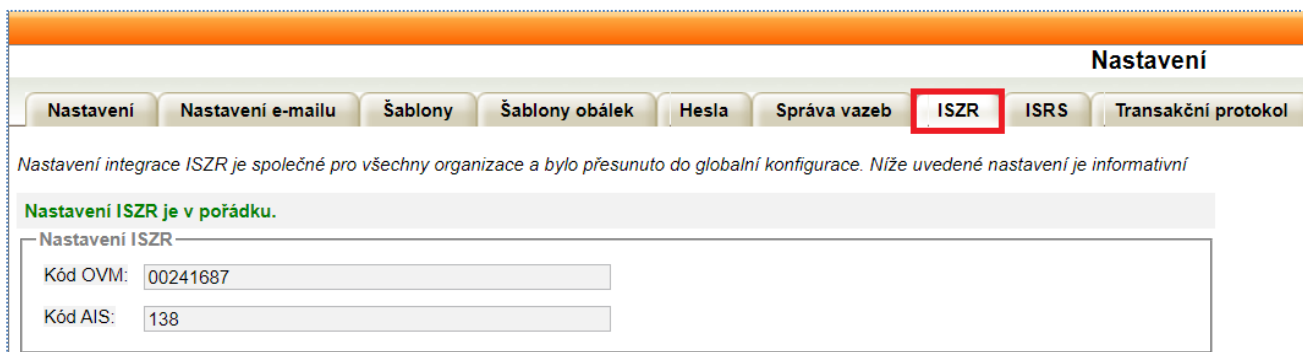 Nastavení
Nastavení Nastavení e-mailu Šablony Šablony obálek Hesla Správa vazeb ISZR ISRS Transakční protokol
Nastavení integrace ISZR je společné pro všechny organizace a bylo přesunuto do globální konfigurace. Níže uvedené nastavení je informativní
Nastavení ISZR je v pořádku.
Nastavení ISZR
Kód OVM: 00241687
Kód AIS: 138